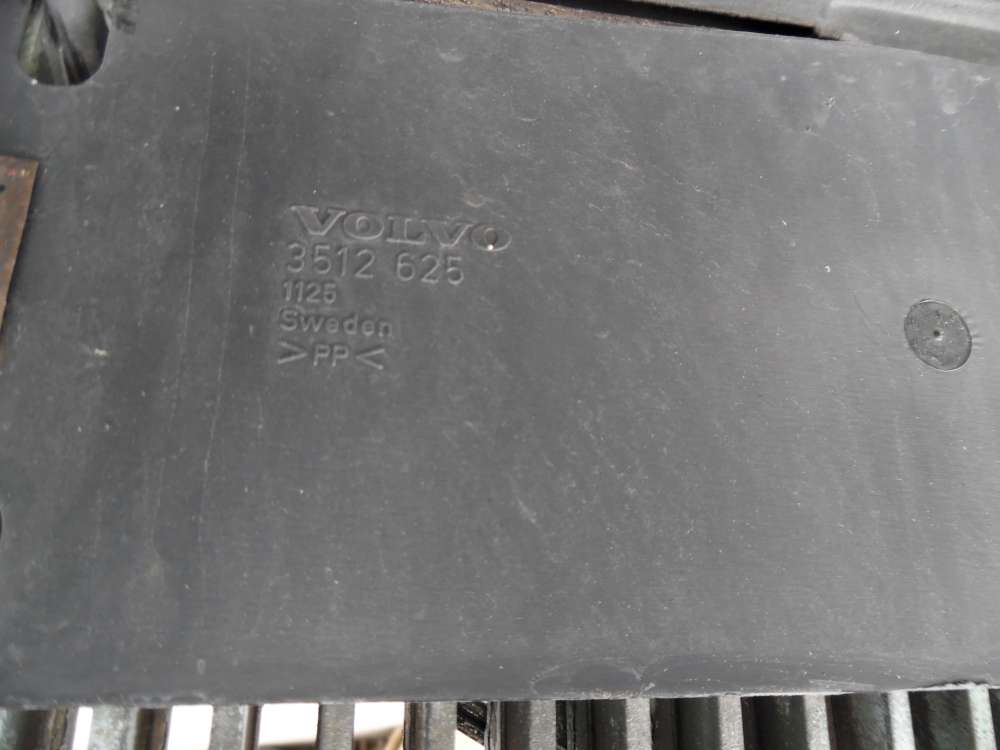 VOLVO
3512 625
1125
Sweden
>PP<